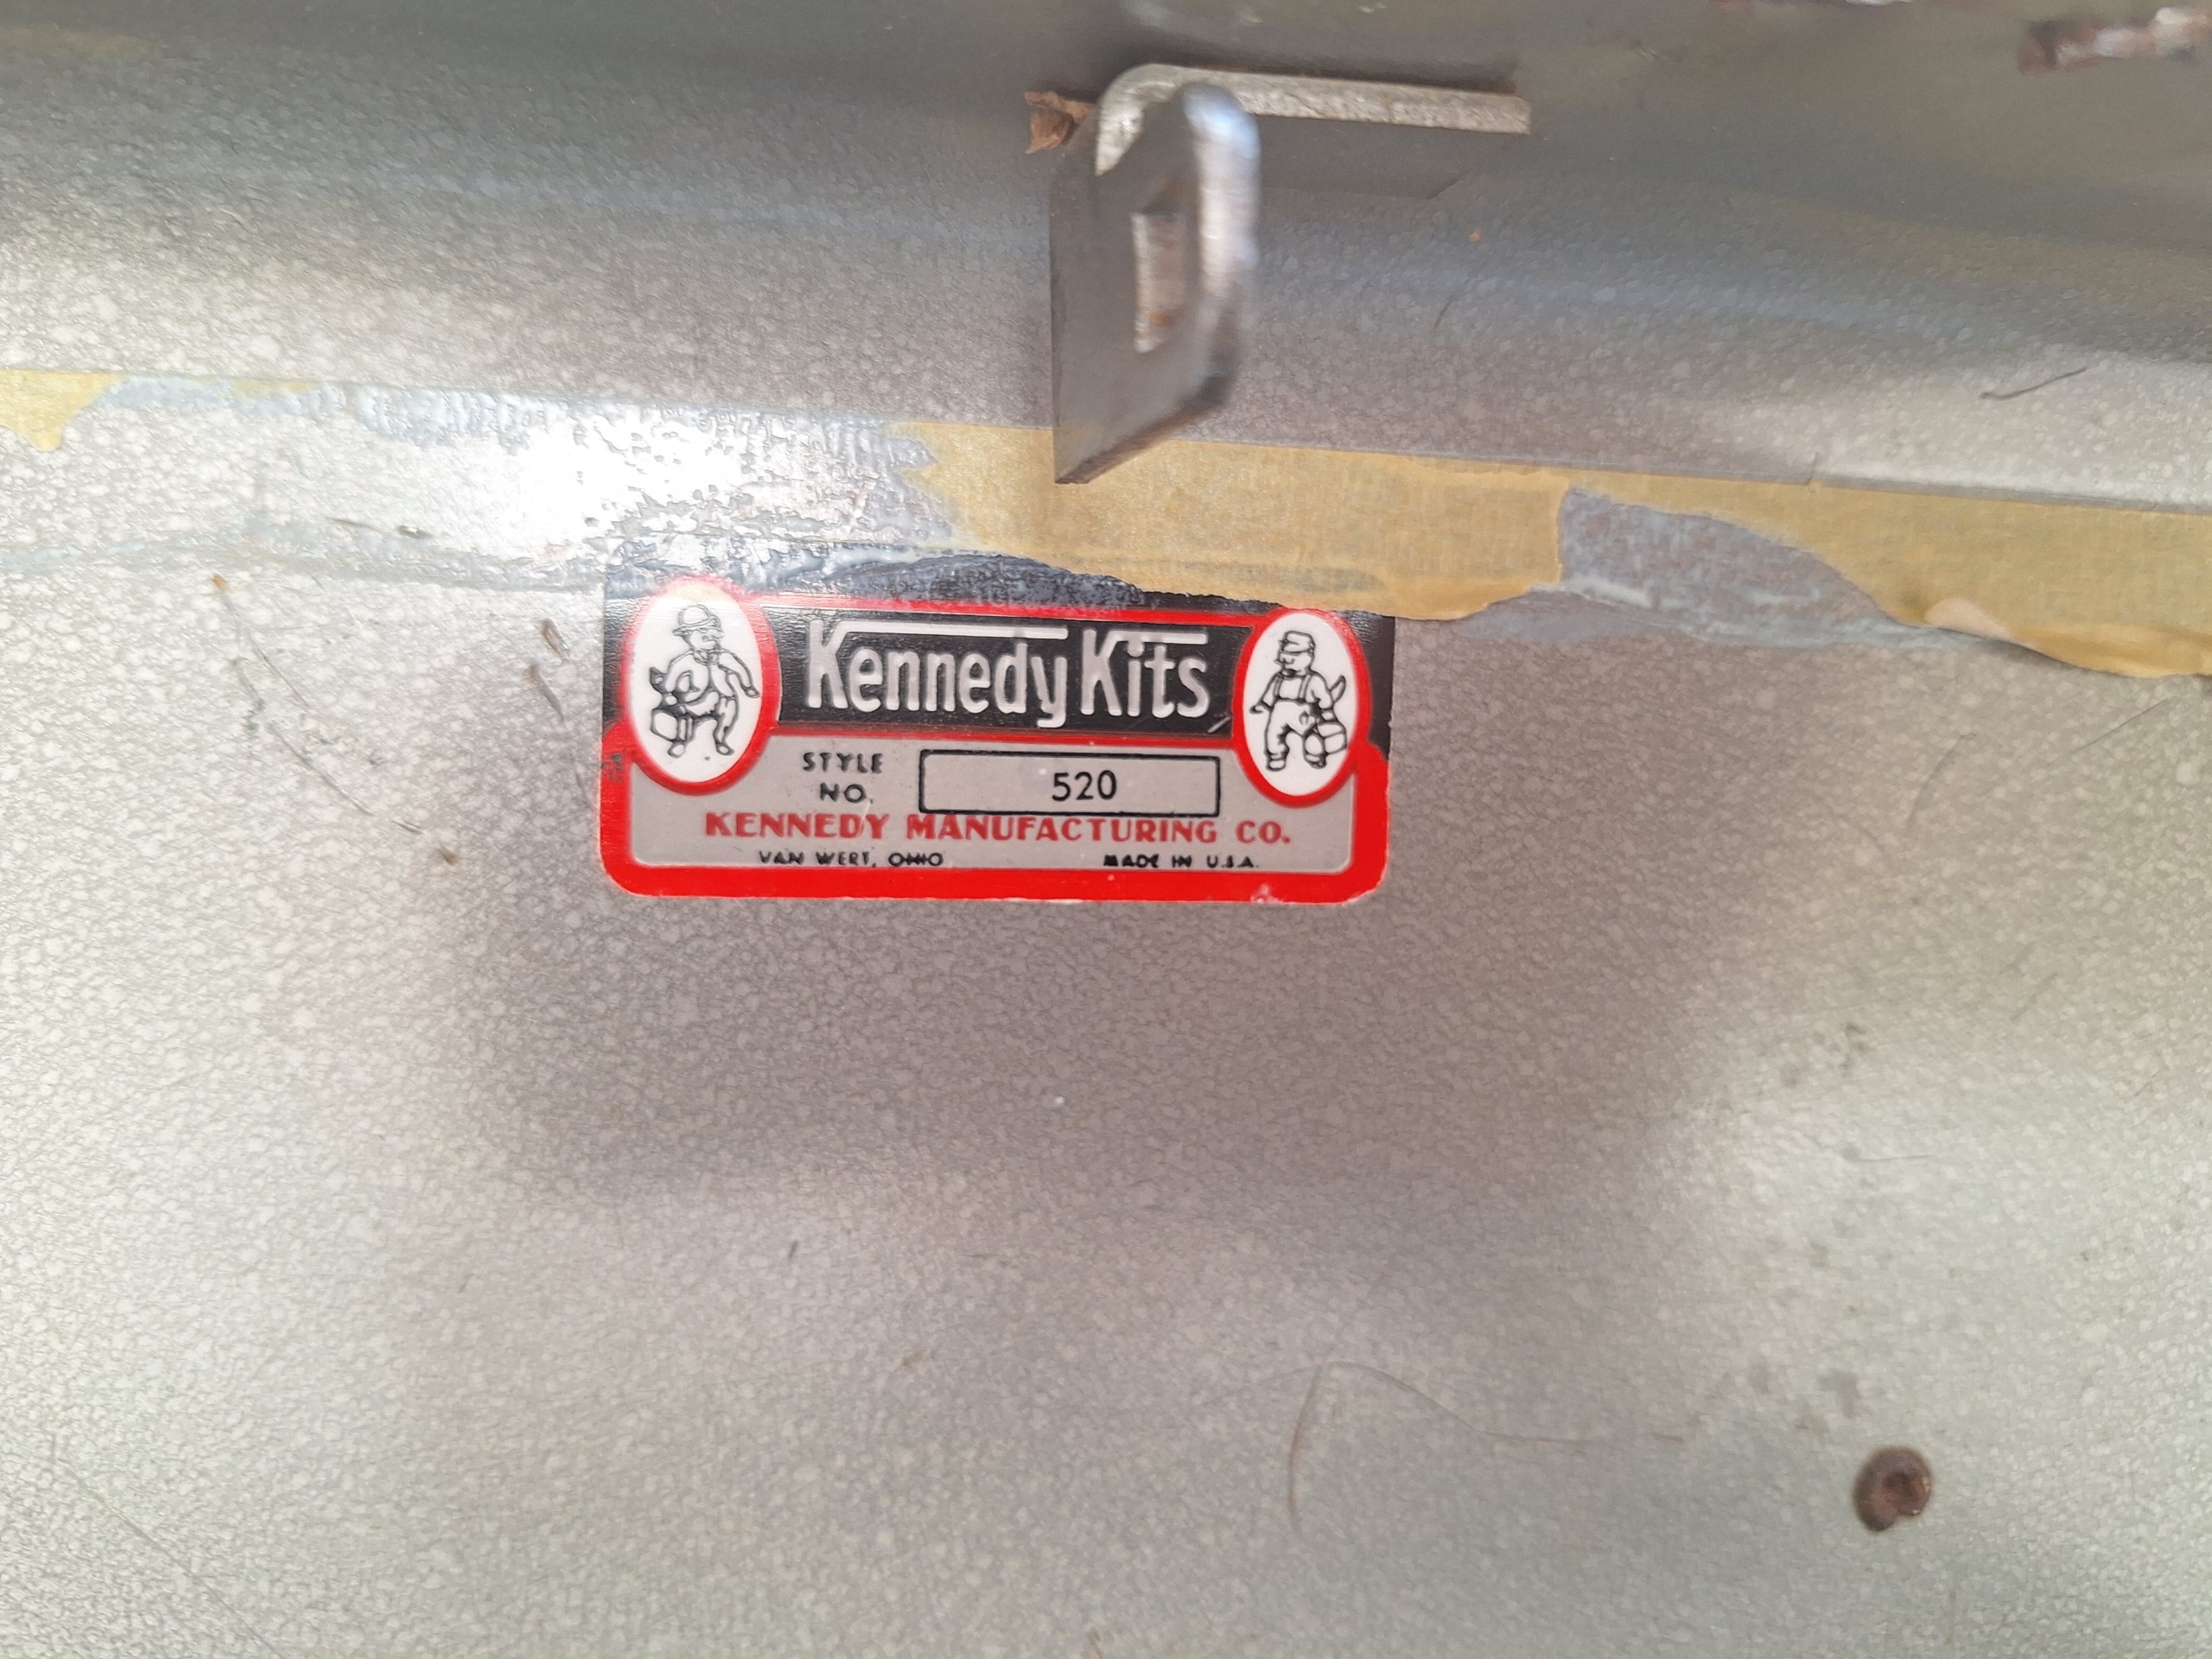 Kennedy Kits
STYLE NO. 520
KENNEDY MANUFACTURING CO.
VAN WERT, OHIO MADE IN U.S.A.